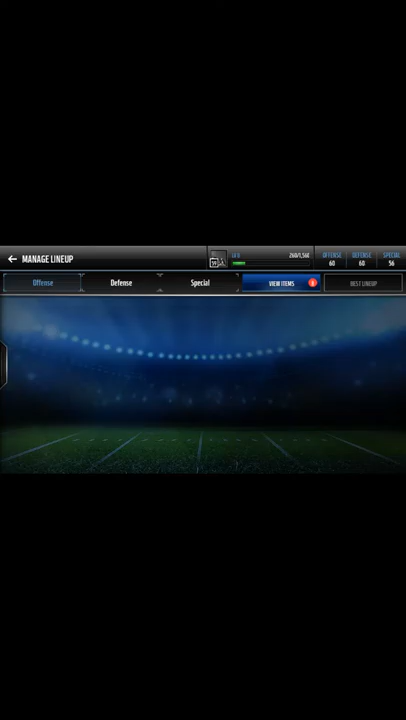 MANAGE LINEUP
OFFENSE DEFENSE SPECIAL
60 60 56
Offense Defense Special VIEW ITEMS BEST LINEUP